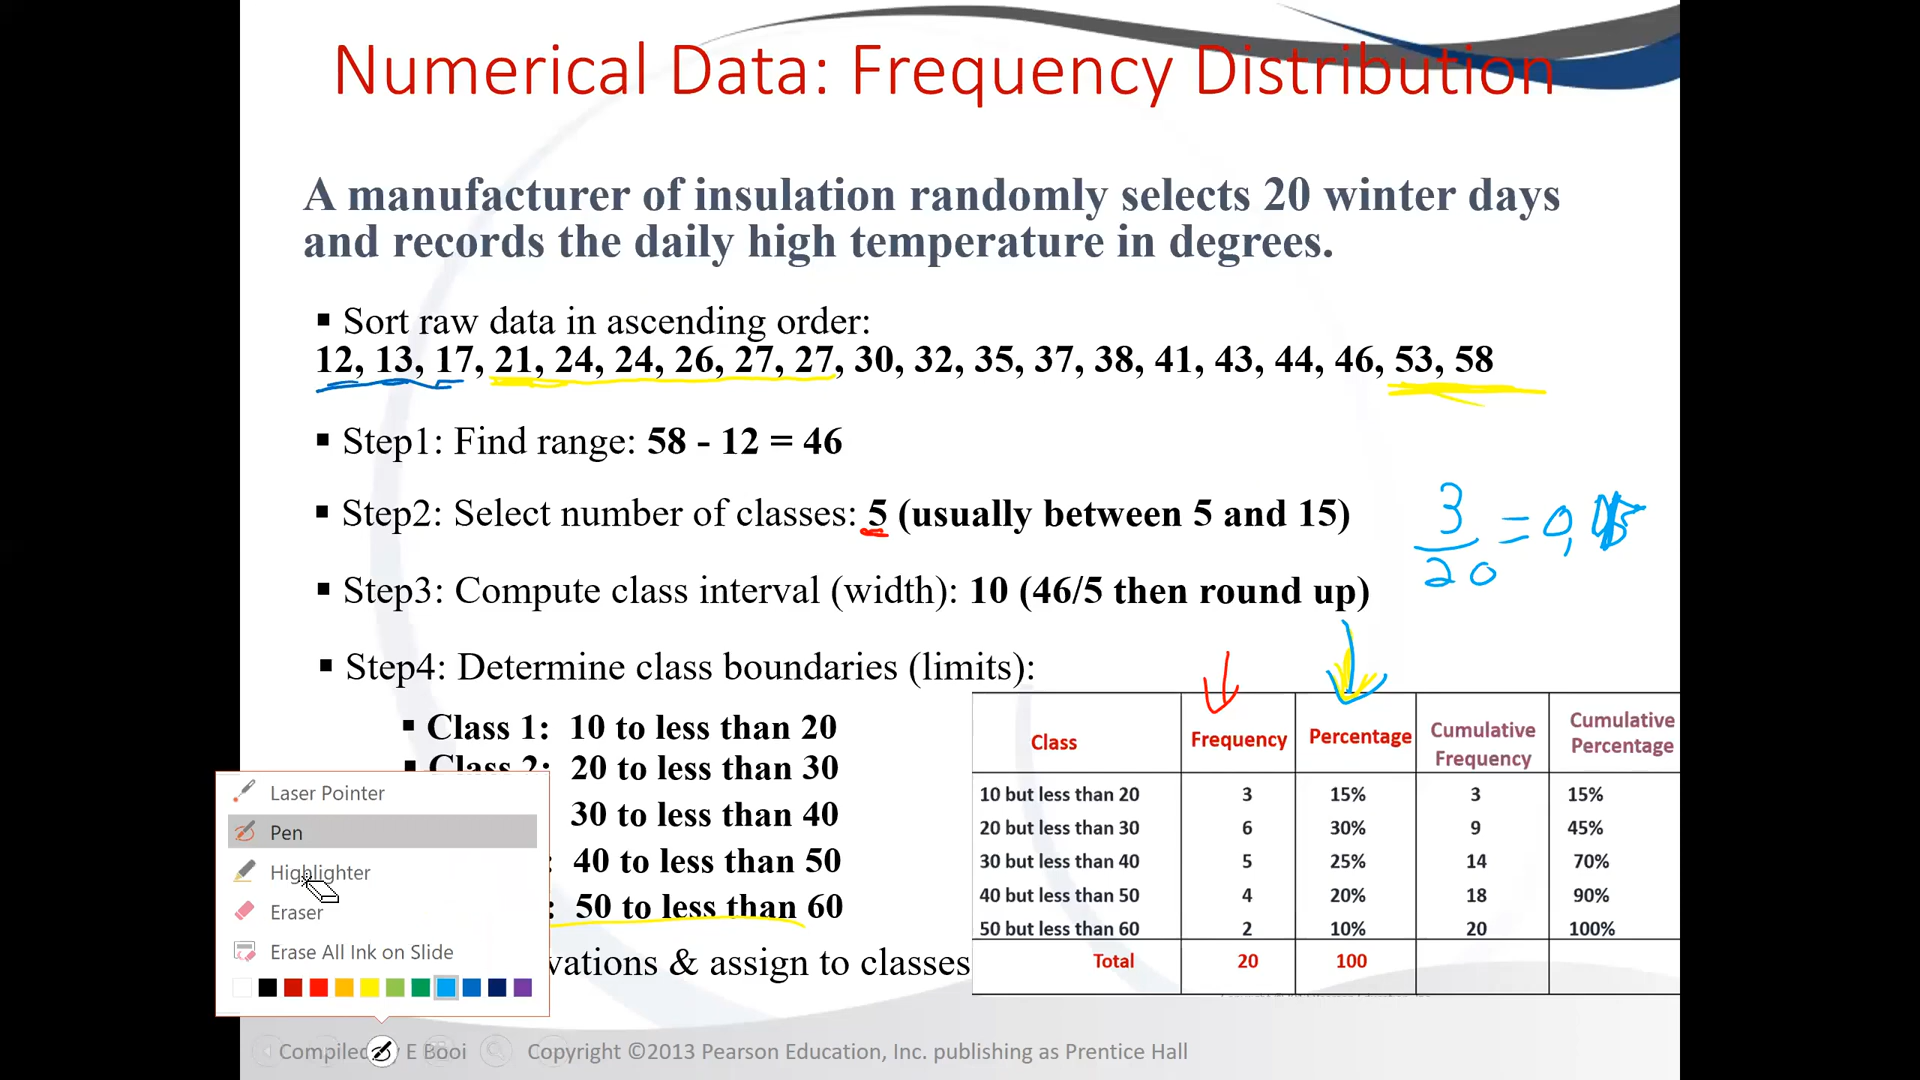 Numerical Data: Frequency Distribution
A manufacturer of insulation randomly selects 20 winter days
and records the daily high temperature in degrees.
▪ Sort raw data in ascending order:
12, 13, 17, 21, 24, 24, 26, 27, 27, 30, 32, 35, 37, 38, 41, 43, 44, 46, 53, 58
▪ Step1: Find range: 58 - 12 = 46
▪ Step2: Select number of classes: 5 (usually between 5 and 15)
3
20
= 0,
▪ Step3: Compute class interval (width): 10 (46/5 then round up)
▪ Step4: Determine class boundaries (limits):
▪ Class 1: 10 to less than 20
▪ Class 2: 20 to less than 30
30 to less than 40
: 40 to less than 50
: 50 to less than 60
vations & assign to classes
Class Frequency Percentage Cumulative Frequency Cumulative Percentage
10 but less than 20 3 15% 3 15%
20 but less than 30 6 30% 9 45%
30 but less than 40 5 25% 14 70%
40 but less than 50 4 20% 18 90%
50 but less than 60 2 10% 20 100%
Total 20 100
Laser Pointer
Pen
Highlighter
Eraser
Erase All Ink on Slide
Compiled E Booi Copyright ©2013 Pearson Education, Inc. publishing as Prentice Hall